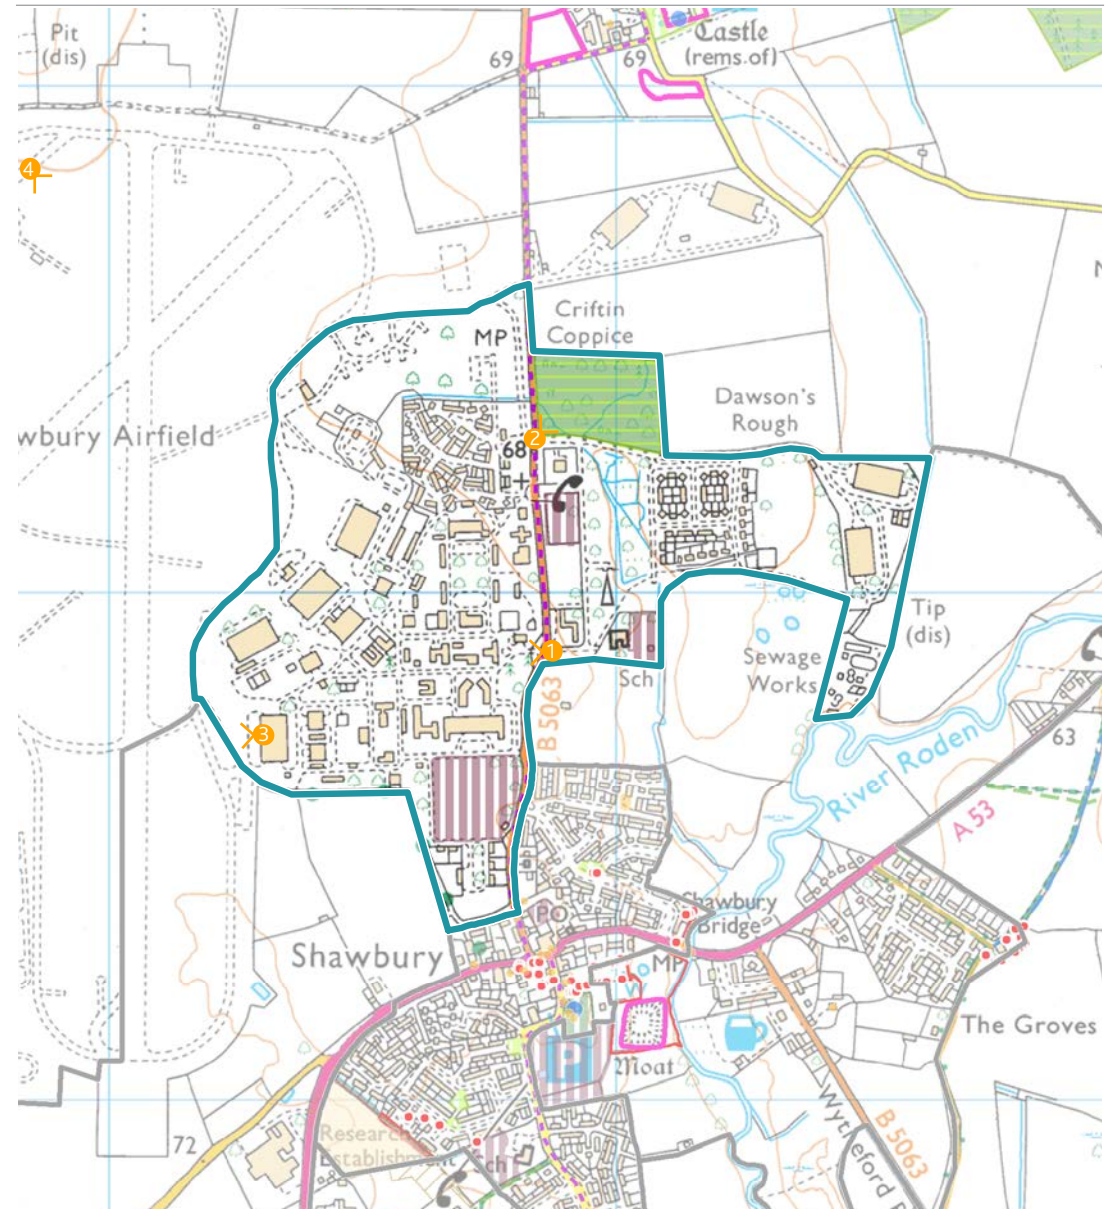 Pit
(dis)
69
69
Castle
(rems of)
4
Criftin
Coppice
MP
Dawson's
Rough
wbury Airfield
2
68
Tip
(dis)
1
Sch
Sewage
Works
B 5063
3
63
River Roden
A 53
PO
Shawbury
Bridge
Shawbury
MP
The Groves
Moat
P
72
Research
Establishment
Sch
Wytheford
B 5063